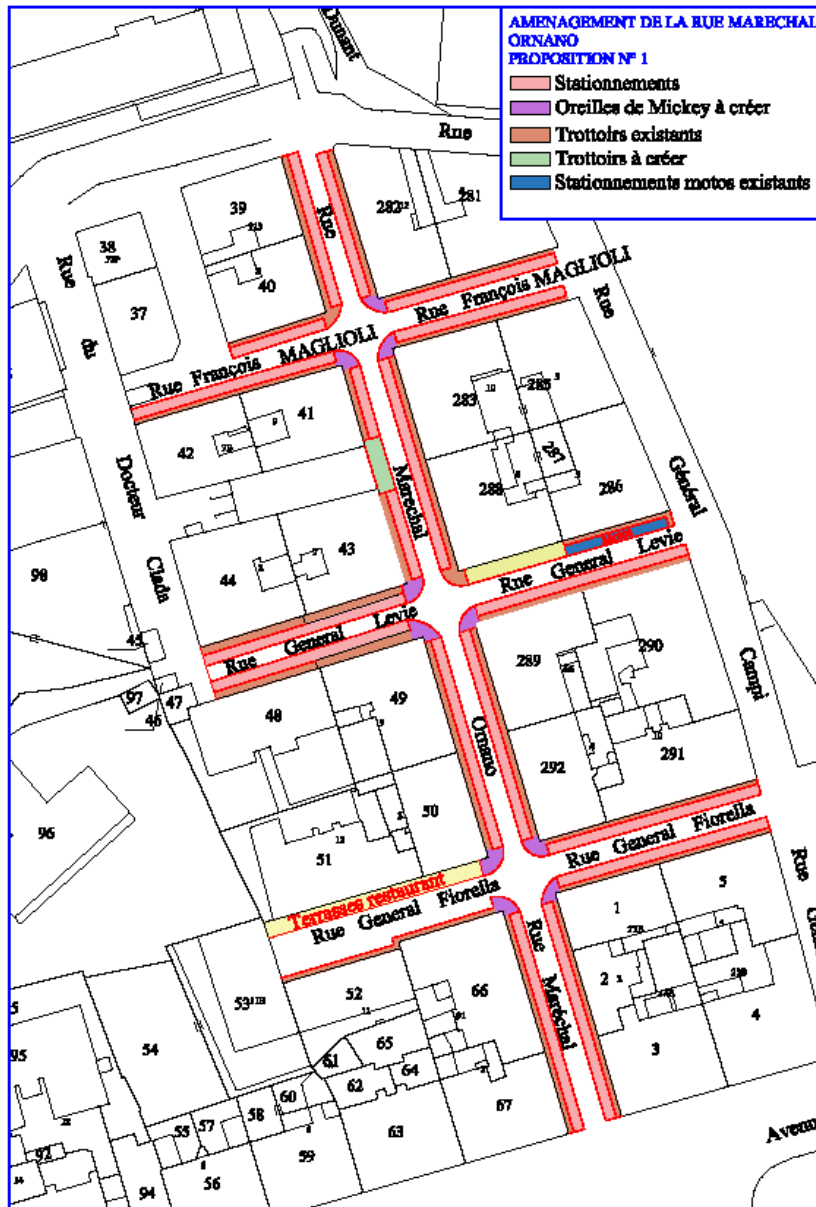 AMENAGEMENT DE LA RUE MARECHAL
ORNANO
PROPOSITION N° 1
Stationnements
Oreilles de Mickey à créer
Trottoirs existants
Trottoirs à créer
Stationnements motos existants
Dunant
Rue
39
38
37
40
282
281
Rue
Rue François MAGLIOLI
Rue François MAGLIOLI
Rue du Docteur Ciada
Rue Général Campi
42
41
283
285
287
288
286
Marechal
98
44
43
Rue General Levie
Rue General Levie
45
97
47
46
48
49
289
290
Ornano
292
291
96
51
50
Rue General Fiorella
Terrasses restaurant
Rue General Fiorella
Rue
53
52
66
Rue Maréchal
1
5
2
3
4
54
95
61
65
64
62
60
58
57
55
67
63
59
56
94
92
Avenu